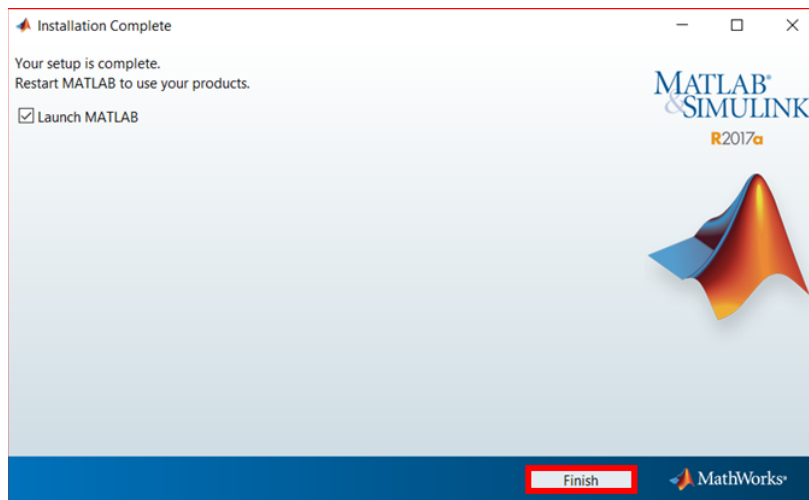 Installation Complete
Your setup is complete.
Restart MATLAB to use your products.
Launch MATLAB
MATLAB®
&SIMULINK
R2017a
Finish
MathWorks®